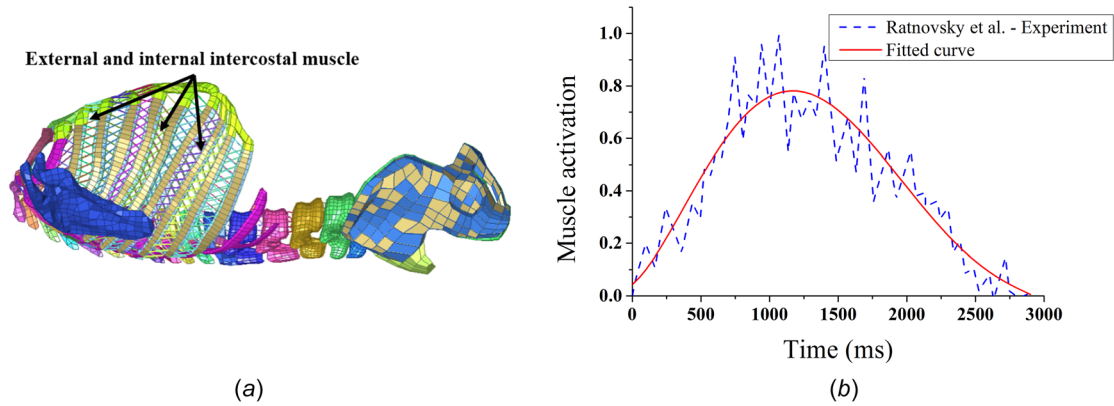 External and internal intercostal muscle
(a)
Ratnovsky et al. - Experiment
Fitted curve
Muscle activation
1.0
0.8
0.6
0.4
0.2
0.0
0 500 1000 1500 2000 2500 3000
Time (ms)
(b)